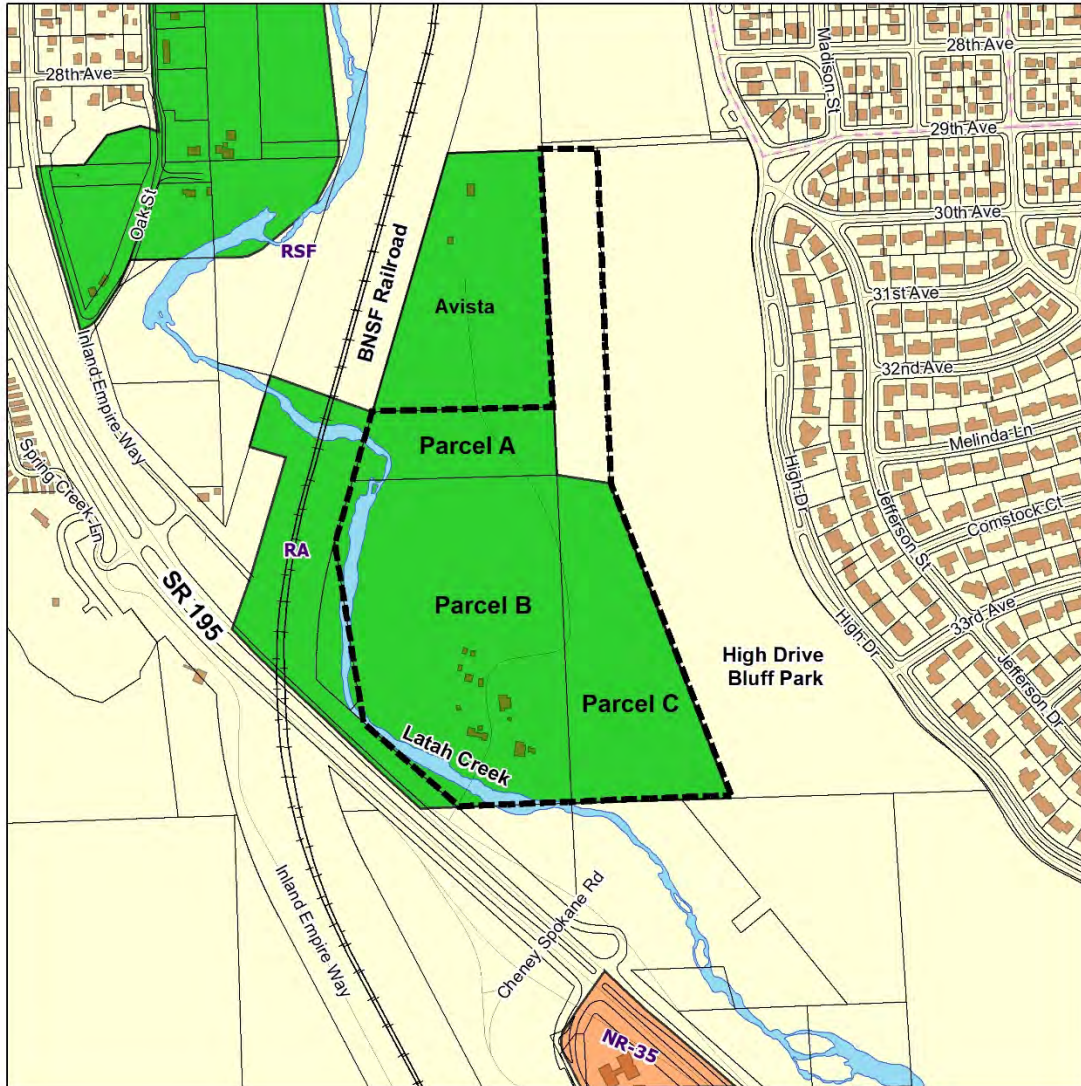 28th Ave
Madison St
28th Ave
29th Ave
Oak St
30th Ave
RSF
BNSF Railroad
31st Ave
Avista
32nd Ave
Inland Empire Way
Melinda Ln
Parcel A
Spring Creek Ln
High Dr
Jefferson St
Comstock Ct
RA
SR 195
Parcel B
33rd Ave
High Dr
High Drive
Bluff Park
Jefferson Dr
Parcel C
Latah Creek
Inland Empire Way
Cheney Spokane Rd
NR-35